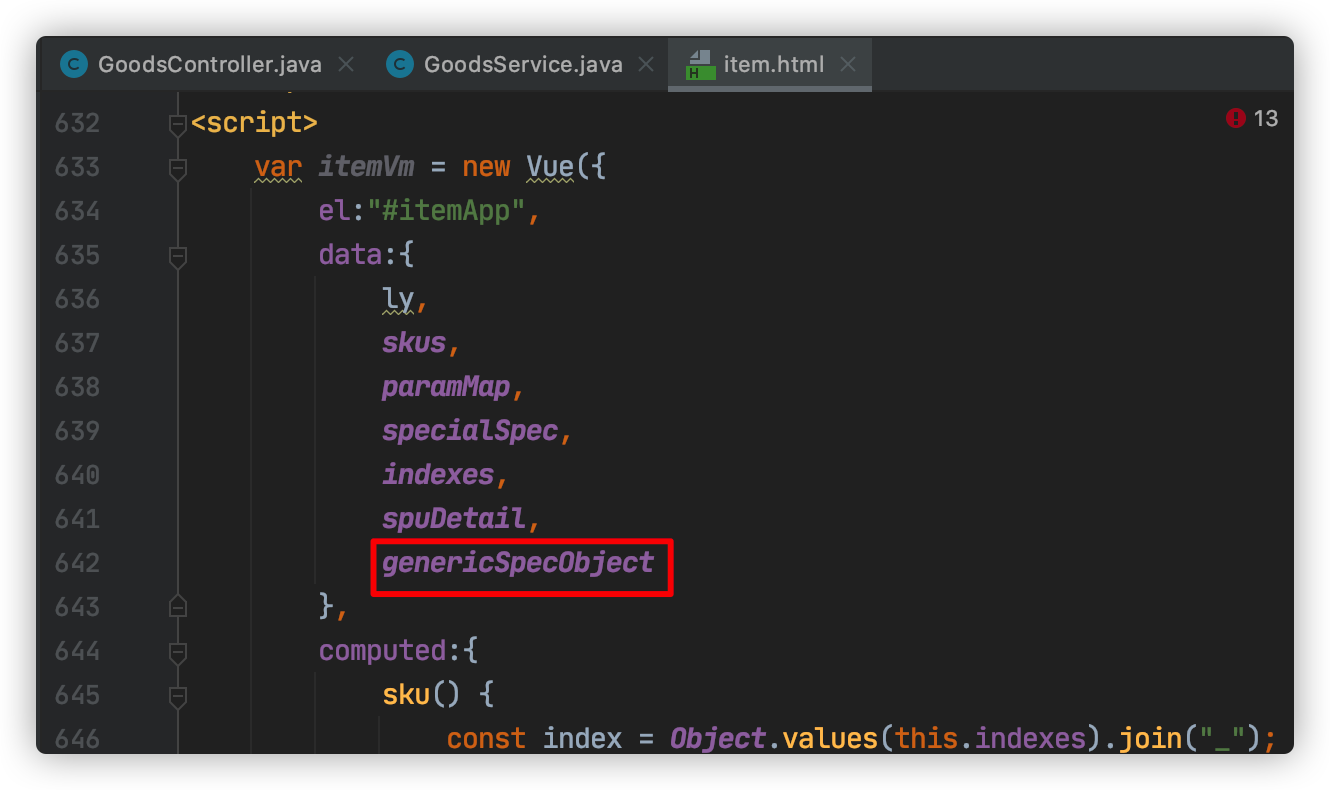 GoodsController.java GoodsService.java item.html
13
632 <script>
633 var itemVm = new Vue({
634 el:"#itemApp",
635 data:{
636 ly,
637 skus,
638 paramMap,
639 specialSpec,
640 indexes,
641 spuDetail,
642 genericSpecObject
643 },
644 computed:{
645 sku() {
646 const index = Object.values(this.indexes).join("_");